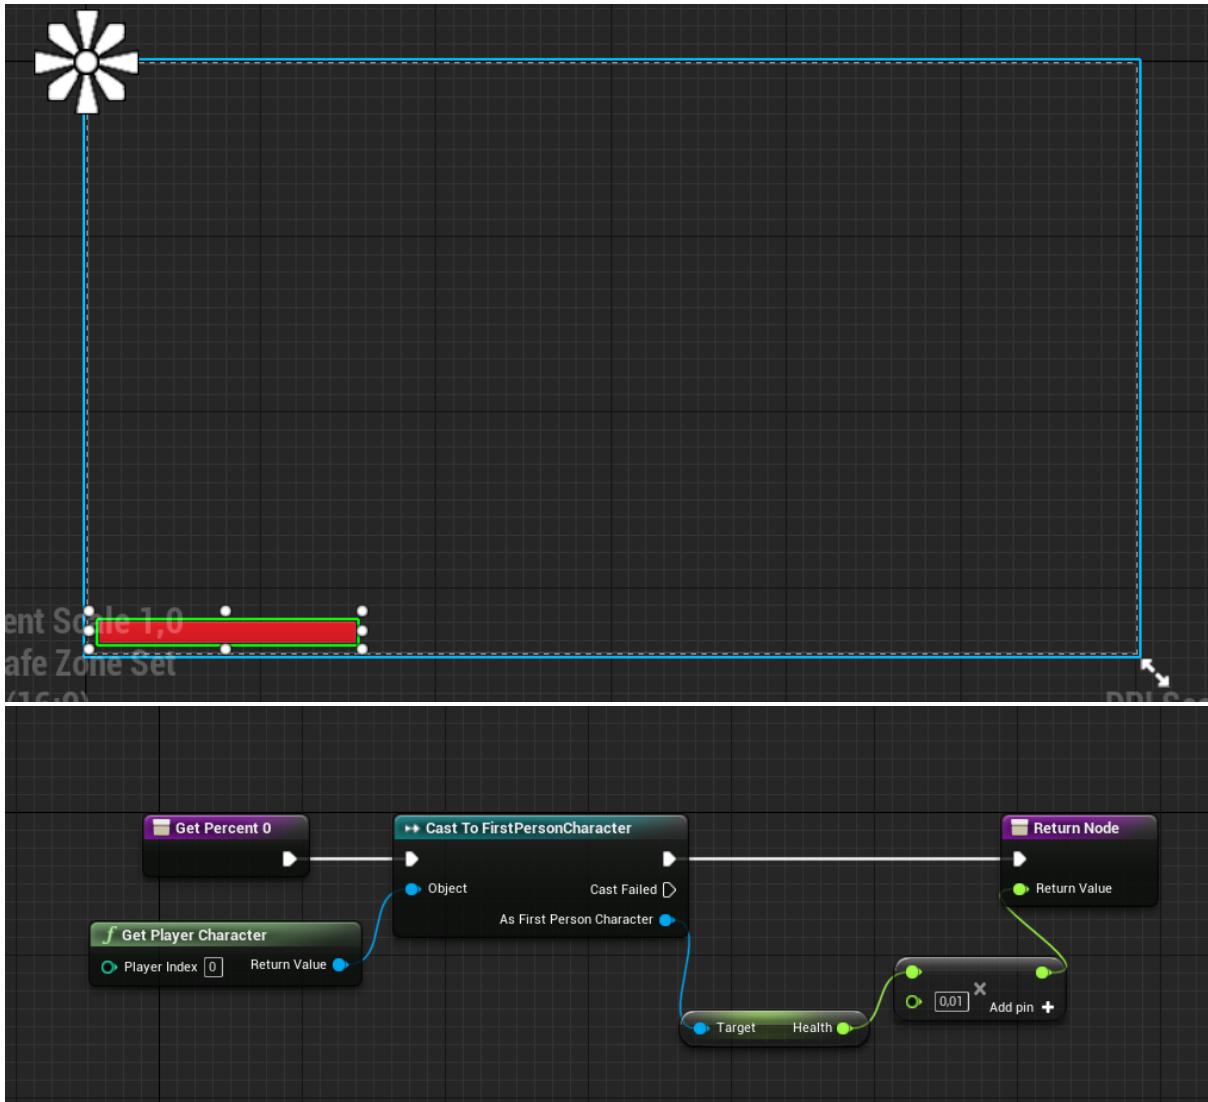 ent Scale 1,0
afe Zone Set
(16:9)
Get Percent 0
Cast To FirstPersonCharacter
Return Node
Object
Cast Failed
Return Value
As First Person Character
f Get Player Character
Player Index 0
Return Value
0,01
Add pin
Target
Health